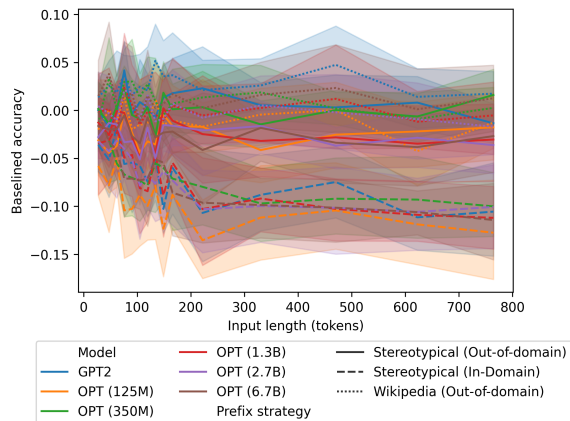 0.10
0.05
0.00
−0.05
−0.10
−0.15
Baselined accuracy
0 100 200 300 400 500 600 700 800
Input length (tokens)
Model
GPT2
OPT (125M)
OPT (350M)
OPT (1.3B)
OPT (2.7B)
OPT (6.7B)
Prefix strategy
Stereotypical (Out-of-domain)
Stereotypical (In-Domain)
Wikipedia (Out-of-domain)